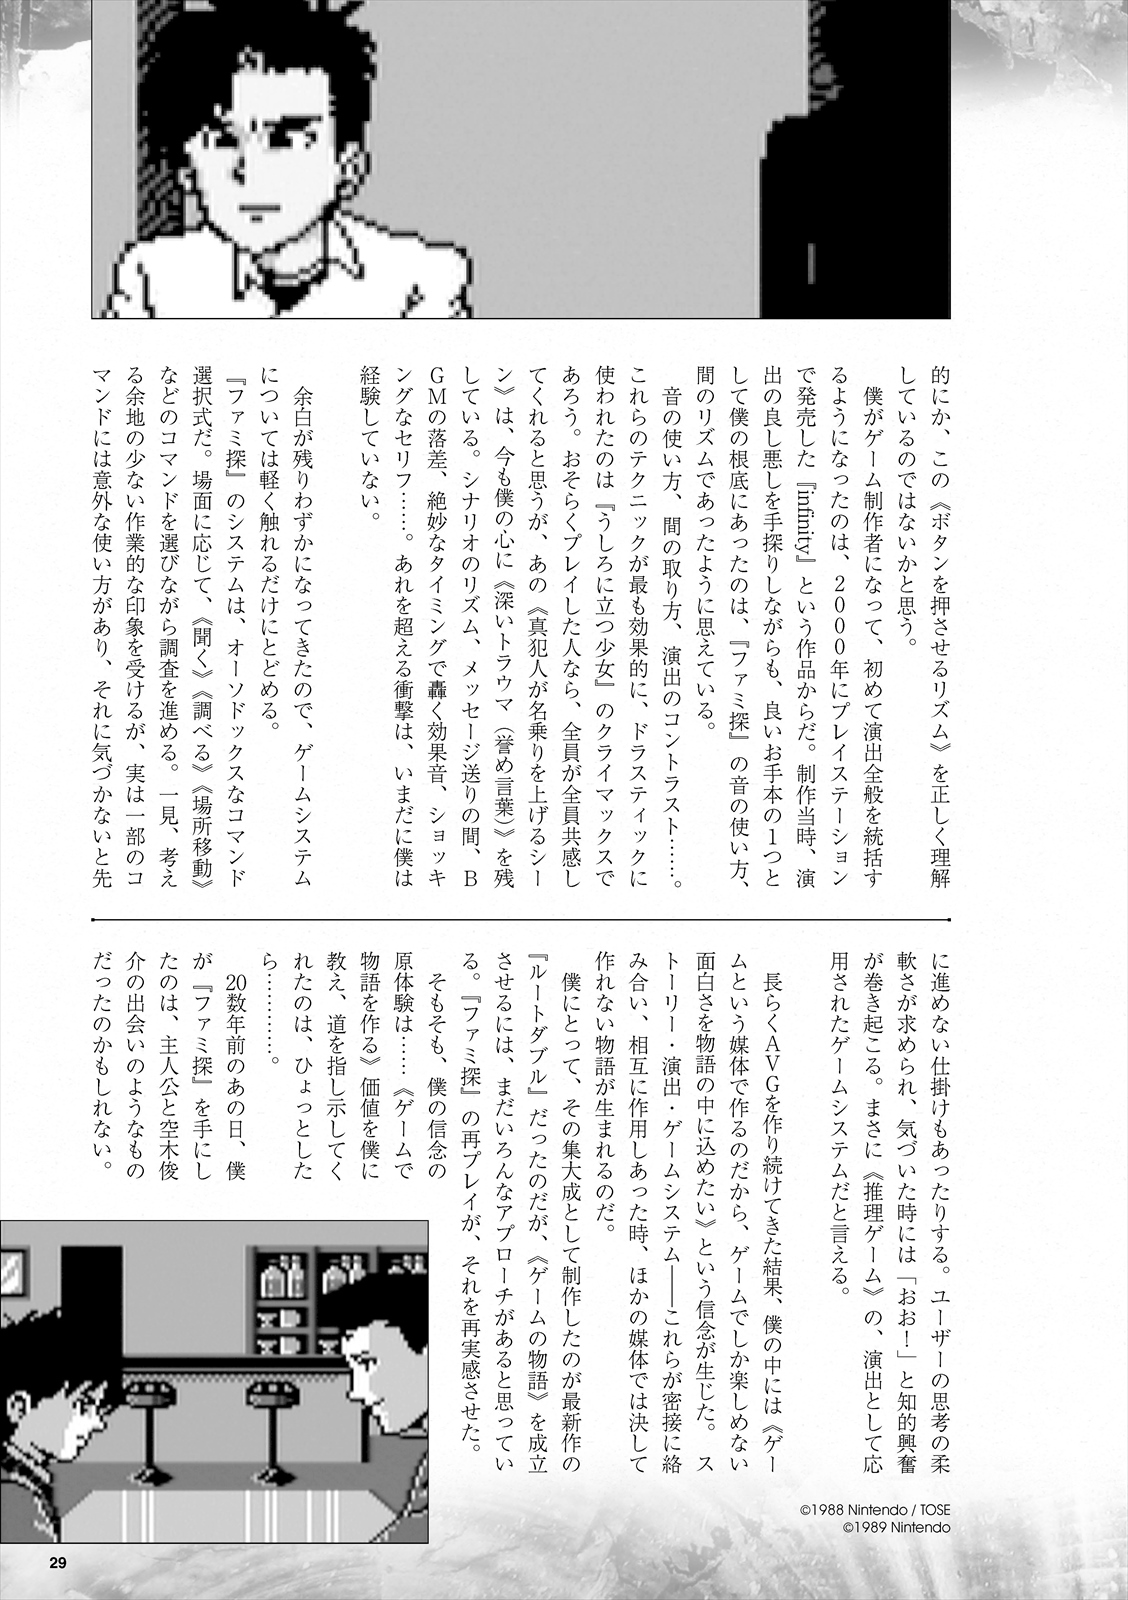 的にか、この《ボタンを押させるリズム》を正しく理解
しているのではないかと思う。
　僕がゲーム制作者になって、初めて演出全般を統括す
るようになったのは、2000年にプレイステーション
で発売した『infinity』という作品からだ。制作当時、演
出の良し悪しを手探りしながらも、良いお手本の1つと
して僕の根底にあったのは、『ファミ探』の音の使い方、
間のリズムであったように思えている。
　音の使い方、間の取り方、演出のコントラスト……。
これらのテクニックが最も効果的に、ドラスティックに
使われたのは『うしろに立つ少女』のクライマックスで
あろう。おそらくプレイした人なら、全員が全員共感し
てくれると思うが、あの《真犯人が名乗りを上げるシー
ン》は、今も僕の心に《深いトラウマ（誉め言葉）》を残
している。シナリオのリズム、メッセージ送りの間、B
GMの落差、絶妙なタイミングで轟く効果音、ショッキ
ングなセリフ……。あれを超える衝撃は、いまだに僕は
経験していない。
　余白が残りわずかになってきたので、ゲームシステム
については軽く触れるだけにとどめる。
『ファミ探』のシステムは、オーソドックスなコマンド
選択式だ。場面に応じて、《聞く》《調べる》《場所移動》
などのコマンドを選びながら調査を進める。一見、考え
る余地の少ない作業的な印象を受けるが、実は一部のコ
マンドには意外な使い方があり、それに気づかないと先
に進めない仕掛けもあったりする。ユーザーの思考の柔
軟さが求められ、気づいた時には「おお！」と知的興奮
が巻き起こる。まさに《推理ゲーム》の、演出として応
用されたゲームシステムだと言える。
　長らくAVGを作り続けてきた結果、僕の中には《ゲー
ムという媒体で作るのだから、ゲームでしか楽しめない
面白さを物語の中に込めたい》という信念が生じた。ス
トーリー・演出・ゲームシステム――これらが密接に絡
み合い、相互に作用しあった時、ほかの媒体では決して
作れない物語が生まれるのだ。
　僕にとって、その集大成として制作したのが最新作の
『ルートダブル』だったのだが、《ゲームの物語》を成立
させるには、まだいろんなアプローチがあると思ってい
る。『ファミ探』の再プレイが、それを再実感させた。
　そもそも、僕の信念の
原体験は……《ゲームで
物語を作る》価値を僕に
教え、道を指し示してく
れたのは、ひょっとした
ら…………。
　20数年前のあの日、僕
が『ファミ探』を手にし
たのは、主人公と空木俊
介の出会いのようなもの
だったのかもしれない。
©1988 Nintendo / TOSE
©1989 Nintendo
29